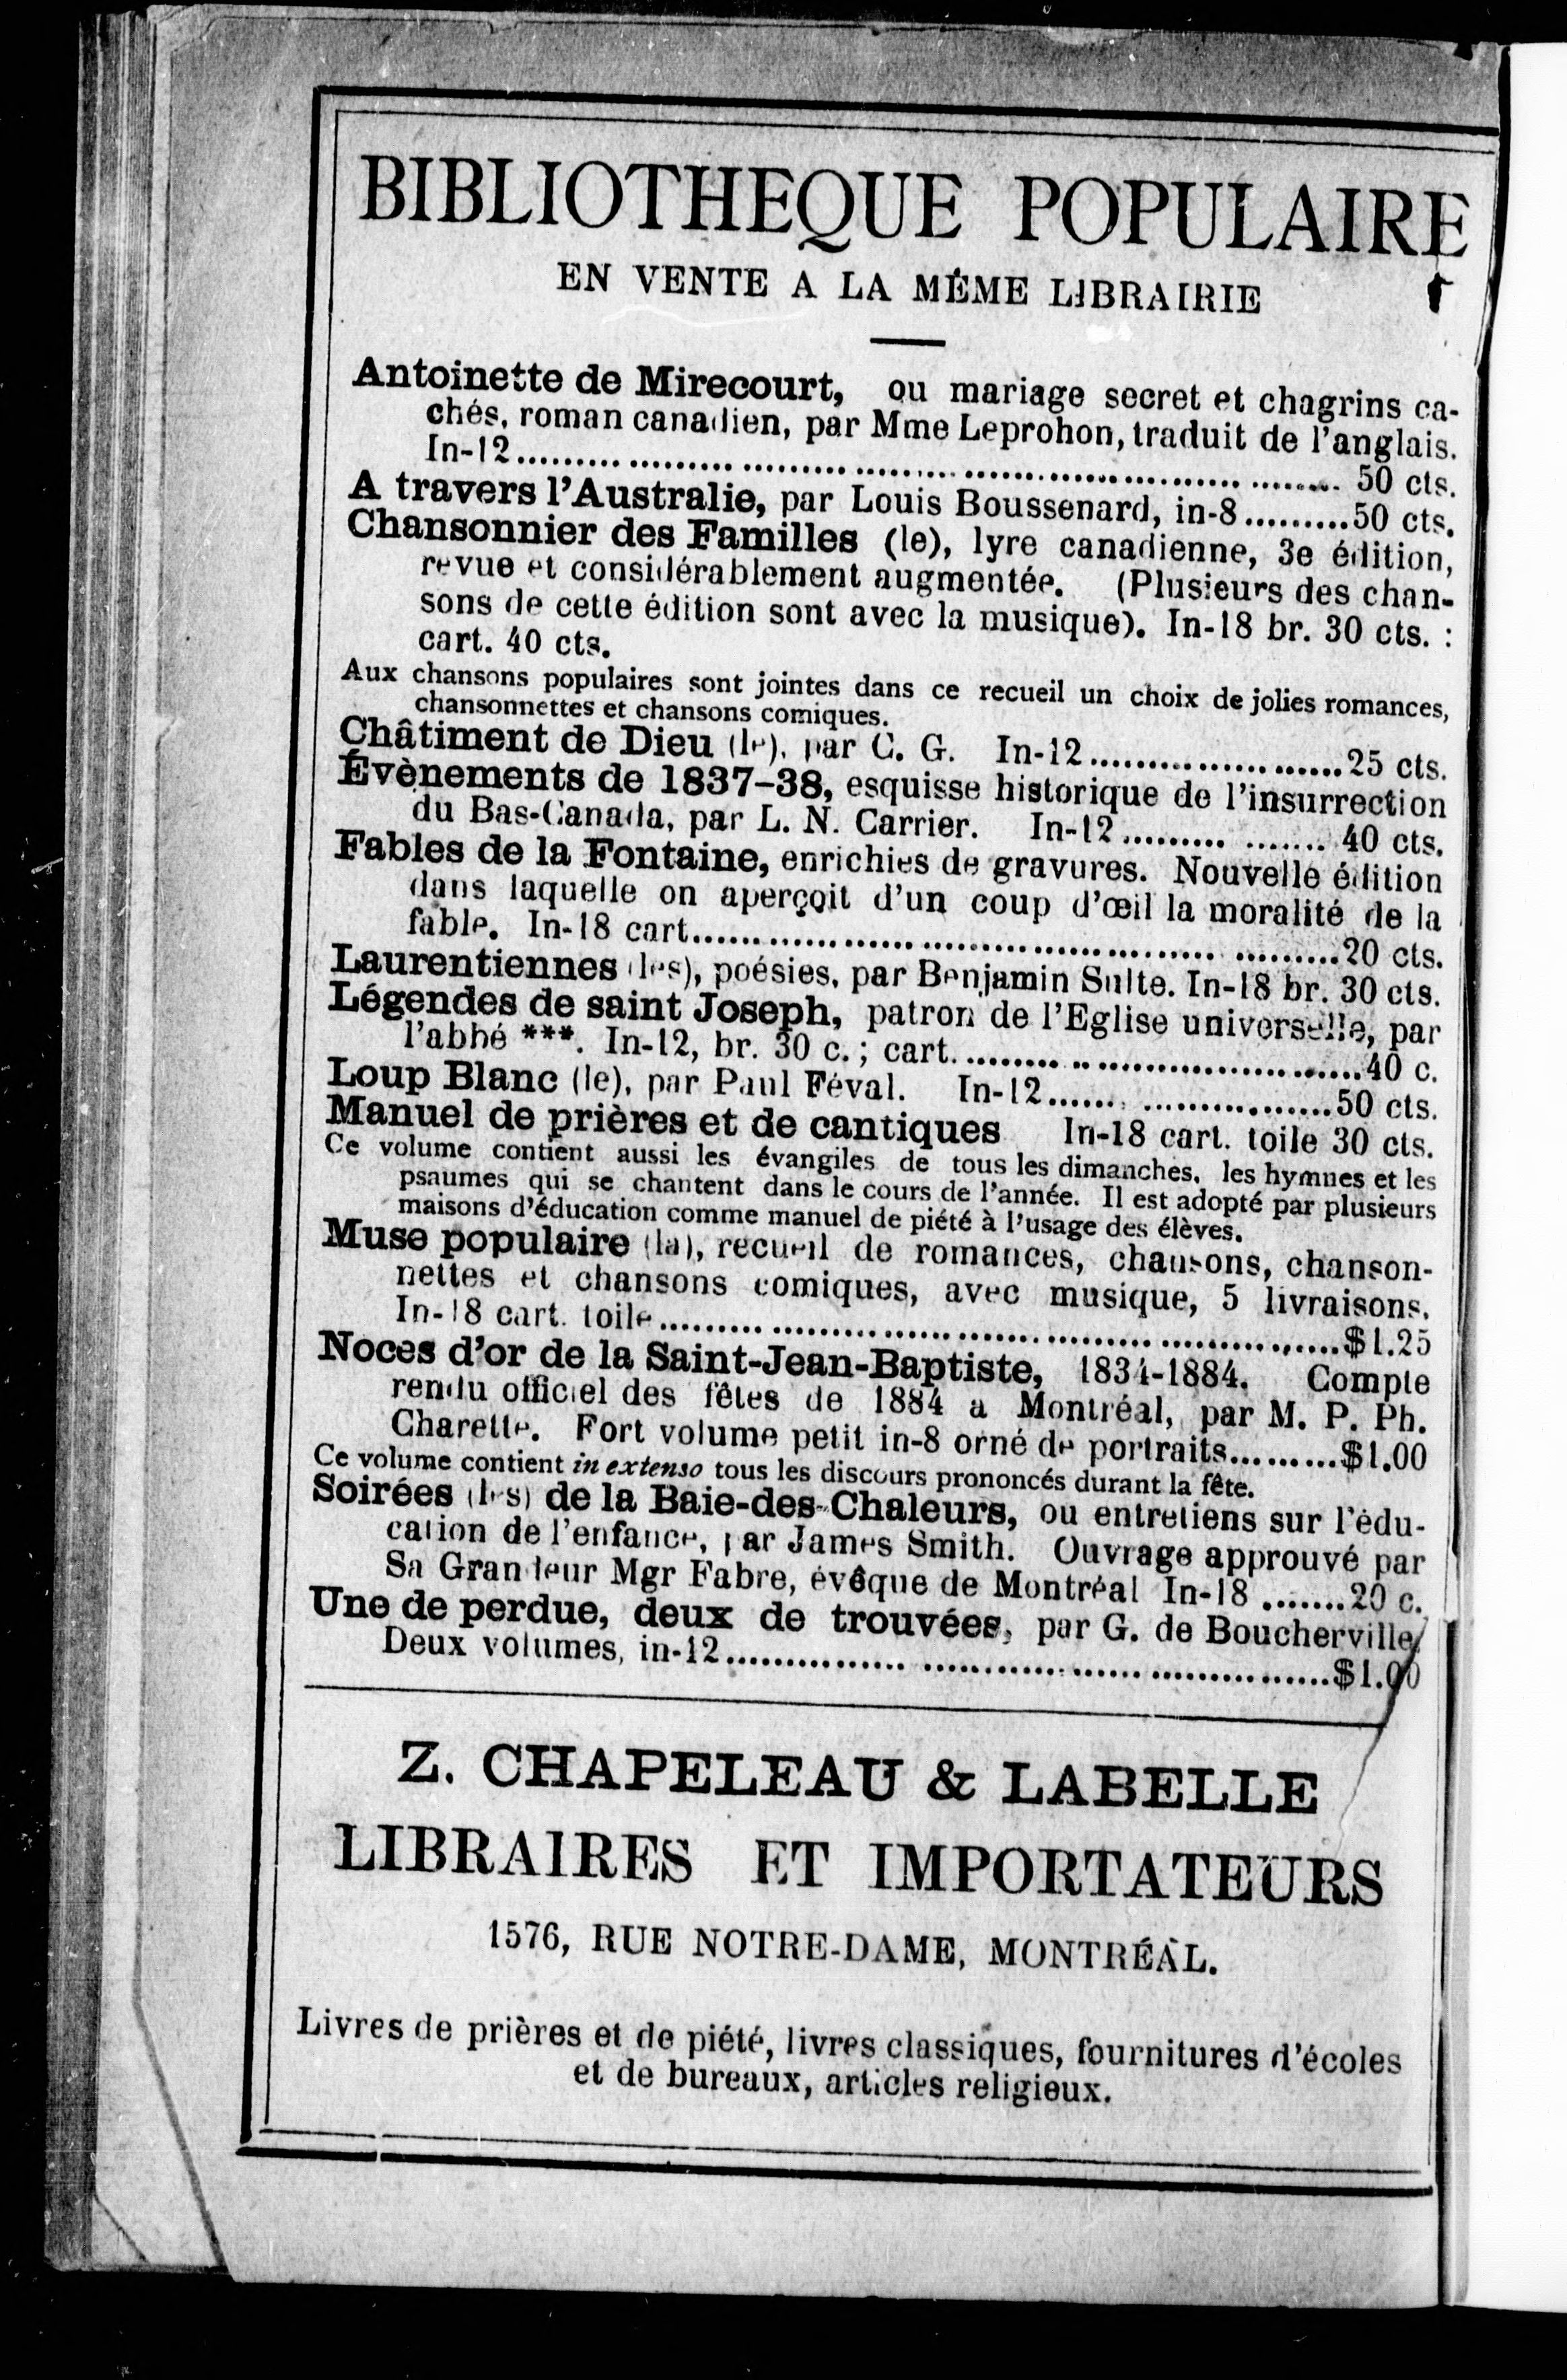 BIBLIOTHEQUE POPULAIRE
EN VENTE A LA MÊME LIBRAIRIE
Antoinette de Mirecourt, ou mariage secret et chagrins ca-
chés, roman canadien, par Mme Leprohon, traduit de l'anglais.
In-12.................................................................. 50 cts.
A travers l'Australie, par Louis Boussenard, in-8.........50 cts.
Chansonnier des Familles (le), lyre canadienne, 3e édition,
revue et considérablement augmentée. (Plusieurs des chan-
sons de cette édition sont avec la musique). In-18 br. 30 cts. :
cart. 40 cts.
Aux chansons populaires sont jointes dans ce recueil un choix de jolies romances,
chansonnettes et chansons comiques.
Châtiment de Dieu (le), par C. G. In-12......................25 cts.
Évènements de 1837-38, esquisse historique de l'insurrection
du Bas-Canada, par L. N. Carrier. In-12......... ....... 40 cts.
Fables de la Fontaine, enrichies de gravures. Nouvelle édition
dans laquelle on aperçoit d'un coup d'œil la moralité de la
fable. In-18 cart.......................................................20 cts.
Laurentiennes (les), poésies, par Benjamin Sulte. In-18 br. 30 cts.
Légendes de saint Joseph, patron de l'Eglise universelle, par
l'abbé ***. In-12, br. 30 c. ; cart. ...................................40 c.
Loup Blanc (le), par Paul Féval. In-12....... ................50 cts.
Manuel de prières et de cantiques In-18 cart. toile 30 cts.
Ce volume contient aussi les évangiles de tous les dimanches, les hymnes et les
psaumes qui se chantent dans le cours de l'année. Il est adopté par plusieurs
maisons d'éducation comme manuel de piété à l'usage des élèves.
Muse populaire (la), recueil de romances, chansons, chanson-
nettes et chansons comiques, avec musique, 5 livraisons.
In-18 cart. toile..........................................................$1.25
Noces d'or de la Saint-Jean-Baptiste, 1834-1884. Compte
rendu officiel des fêtes de 1884 a Montréal, par M. P. Ph.
Charette. Fort volume petit in-8 orné de portraits.........$1.00
Ce volume contient in extenso tous les discours prononcés durant la fête.
Soirées (les) de la Baie-des-Chaleurs, ou entretiens sur l'édu-
cation de l'enfance, par James Smith. Ouvrage approuvé par
Sa Grandeur Mgr Fabre, évêque de Montréal In-18 .......20 c.
Une de perdue, deux de trouvées, par G. de Boucherville
Deux volumes, in-12....................................................$1.00
Z. CHAPELEAU & LABELLE
LIBRAIRES ET IMPORTATEURS
1576, RUE NOTRE-DAME, MONTRÉAL.
Livres de prières et de piété, livres classiques, fournitures d'écoles
et de bureaux, articles religieux.